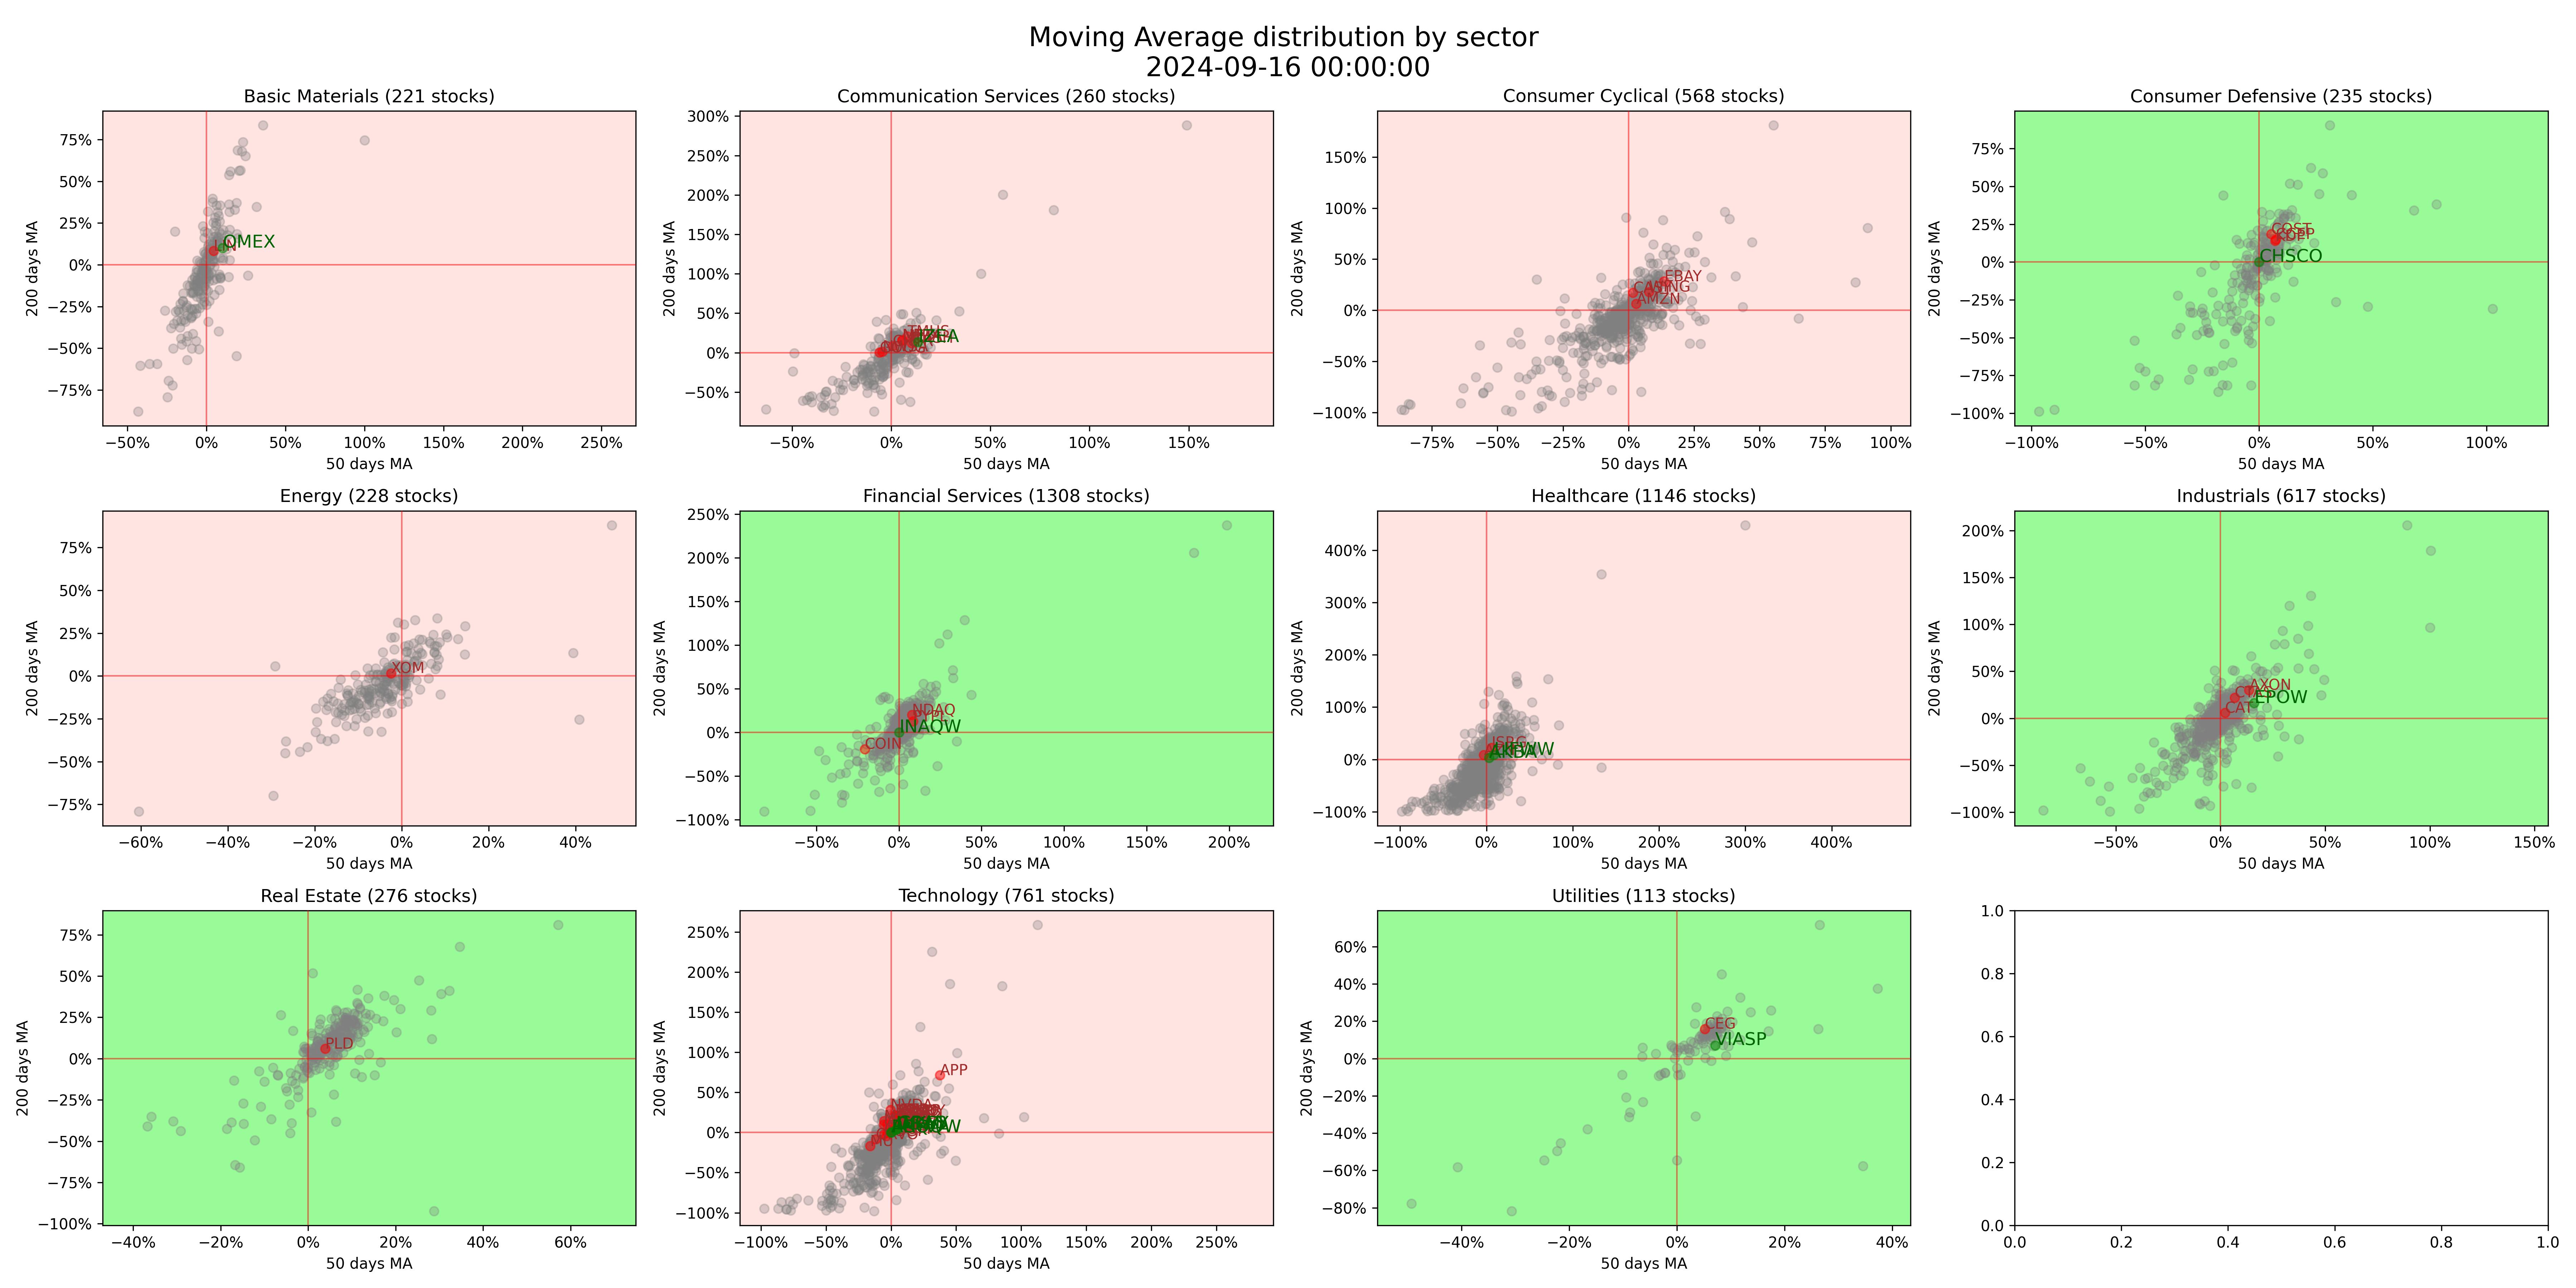 Moving Average distribution by sector
2024-09-16 00:00:00
Basic Materials (221 stocks)
75%
50%
25%
0%
−25%
−50%
−75%
200 days MA
OMEX
−50% 0% 50% 100% 150% 200% 250%
50 days MA
Communication Services (260 stocks)
300%
250%
200%
150%
100%
50%
0%
−50%
200 days MA
−50% 0% 50% 100% 150%
50 days MA
Consumer Cyclical (568 stocks)
150%
100%
50%
0%
−50%
−100%
200 days MA
EBAY
AMZN
−75% −50% −25% 0% 25% 50% 75% 100%
50 days MA
Consumer Defensive (235 stocks)
75%
50%
25%
0%
−25%
−50%
−75%
−100%
200 days MA
COST
CHSCO
−100% −50% 0% 50% 100%
50 days MA
Energy (228 stocks)
75%
50%
25%
0%
−25%
−50%
−75%
200 days MA
XOM
−60% −40% −20% 0% 20% 40%
50 days MA
Financial Services (1308 stocks)
250%
200%
150%
100%
50%
0%
−50%
−100%
200 days MA
NDAQ
INAQW
COIN
−50% 0% 50% 100% 150% 200%
50 days MA
Healthcare (1146 stocks)
400%
300%
200%
100%
0%
−100%
200 days MA
−100% 0% 100% 200% 300% 400%
50 days MA
Industrials (617 stocks)
200%
150%
100%
50%
0%
−50%
−100%
200 days MA
AXON
EPOW
CAT
−50% 0% 50% 100% 150%
50 days MA
Real Estate (276 stocks)
75%
50%
25%
0%
−25%
−50%
−75%
−100%
200 days MA
PLD
−40% −20% 0% 20% 40% 60%
50 days MA
Technology (761 stocks)
250%
200%
150%
100%
50%
0%
−50%
−100%
200 days MA
APP
−100% −50% 0% 50% 100% 150% 200% 250%
50 days MA
Utilities (113 stocks)
60%
40%
20%
0%
−20%
−40%
−60%
−80%
200 days MA
CEG
VIASP
−40% −20% 0% 20% 40%
50 days MA
1.0
0.8
0.6
0.4
0.2
0.0
0.0 0.2 0.4 0.6 0.8 1.0